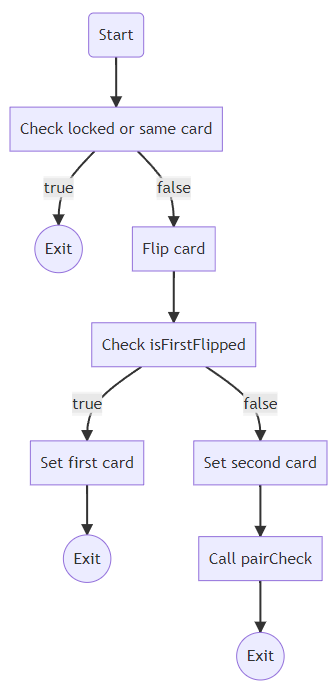 Start
Check locked or same card
true
false
Exit
Flip card
Check isFirstFlipped
true
false
Set first card
Set second card
Exit
Call pairCheck
Exit